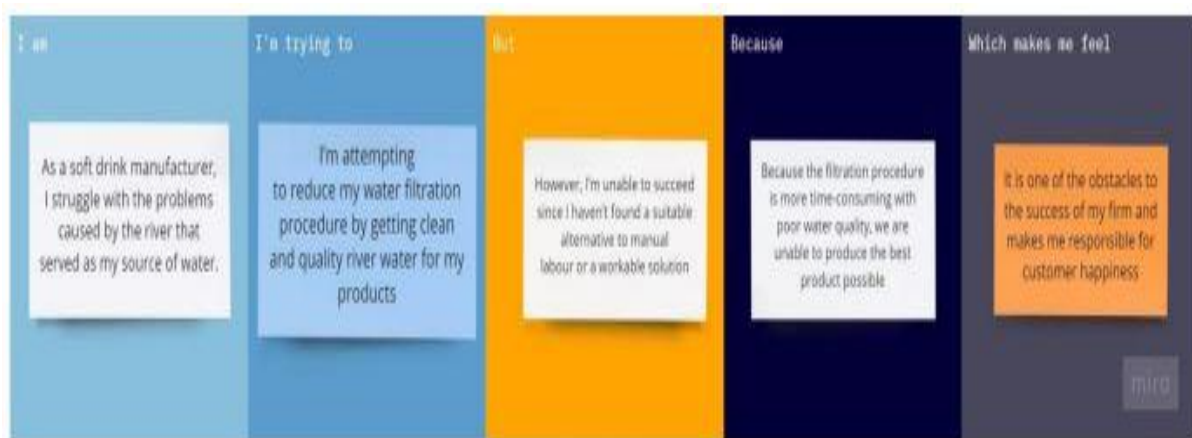 I am
As a soft drink manufacturer,
I struggle with the problems
caused by the river that
served as my source of water.
I'm trying to
I'm attempting
to reduce my water filtration
procedure by getting clean
and quality river water for my
products
But
However, I'm unable to succeed
since I haven't found a suitable
alternative to manual
labour or a workable solution
Because
Because the filtration procedure
is more time-consuming with
poor water quality, we are
unable to produce the best
product possible
Which makes me feel
It is one of the obstacles to
the success of my firm and
makes me responsible for
customer happiness
miro